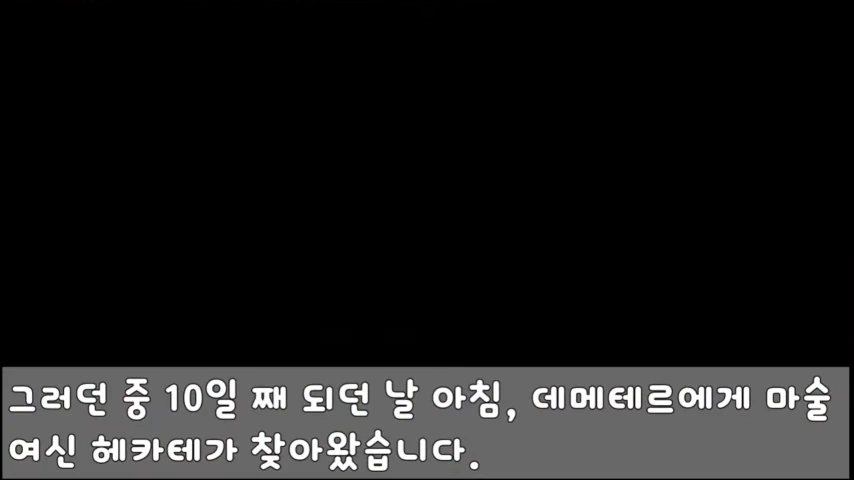 그러던 중 10일 째 되던 날 아침, 데메테르에게 마술
여신 헤카테가 찾아왔습니다.